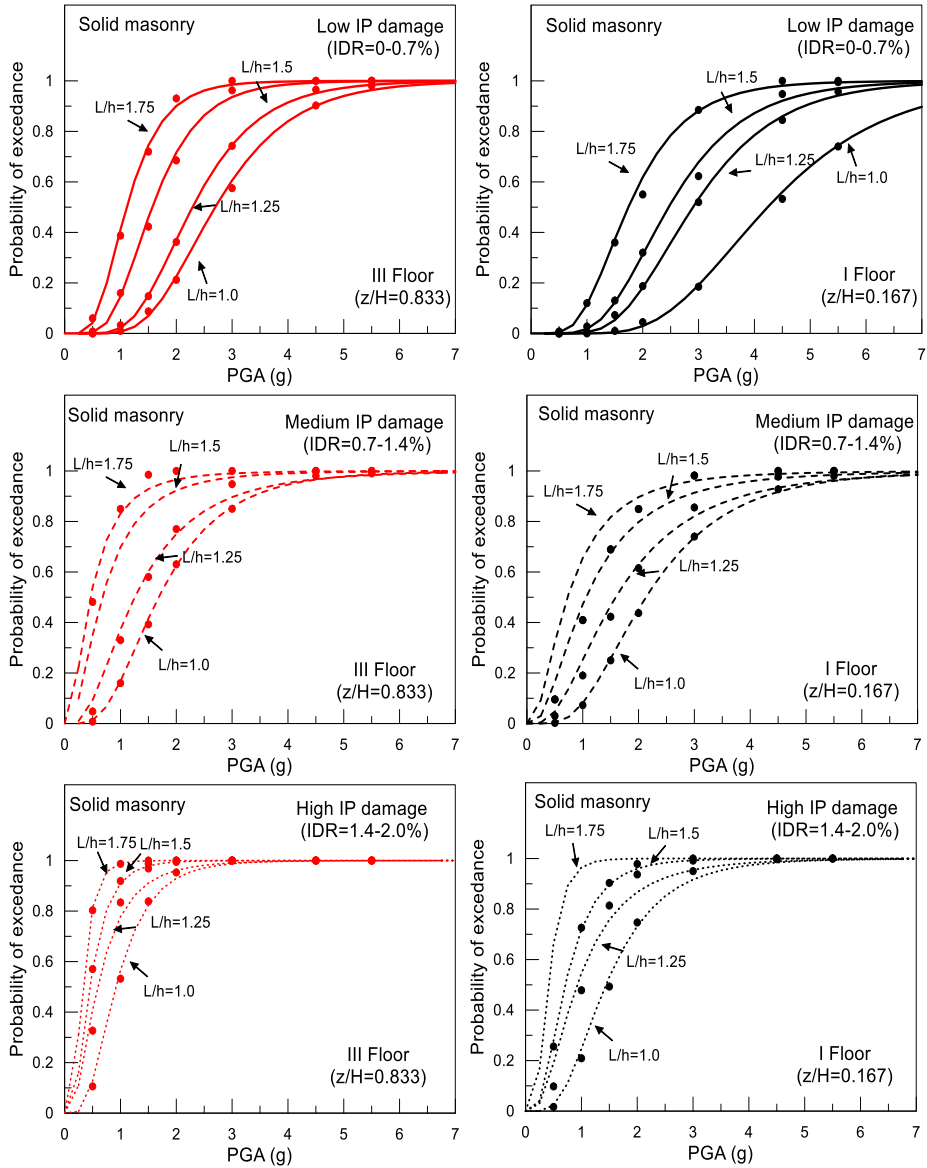 Solid masonry
Low IP damage
(IDR=0-0.7%)
L/h=1.5
L/h=1.75
L/h=1.25
L/h=1.0
III Floor
(z/H=0.833)
Probability of excedance
1
0.8
0.6
0.4
0.2
0
0 1 2 3 4 5 6 7
PGA (g)
Solid masonry
Low IP damage
(IDR=0-0.7%)
L/h=1.5
L/h=1.75
L/h=1.25
L/h=1.0
I Floor
(z/H=0.167)
Probability of excedance
1
0.8
0.6
0.4
0.2
0
0 1 2 3 4 5 6 7
PGA (g)
Solid masonry
Medium IP damage
(IDR=0.7-1.4%)
L/h=1.5
L/h=1.75
L/h=1.25
L/h=1.0
III Floor
(z/H=0.833)
Probability of excedance
1
0.8
0.6
0.4
0.2
0
0 1 2 3 4 5 6 7
PGA (g)
Solid masonry
Medium IP damage
(IDR=0.7-1.4%)
L/h=1.5
L/h=1.75
L/h=1.25
L/h=1.0
I Floor
(z/H=0.167)
Probability of excedance
1
0.8
0.6
0.4
0.2
0
0 1 2 3 4 5 6 7
PGA (g)
Solid masonry
High IP damage
(IDR=1.4-2.0%)
L/h=1.75
L/h=1.5
L/h=1.25
L/h=1.0
III Floor
(z/H=0.833)
Probability of excedance
1
0.8
0.6
0.4
0.2
0
0 1 2 3 4 5 6 7
PGA (g)
Solid masonry
High IP damage
(IDR=1.4-2.0%)
L/h=1.75
L/h=1.5
L/h=1.25
L/h=1.0
I Floor
(z/H=0.167)
Probability of excedance
1
0.8
0.6
0.4
0.2
0
0 1 2 3 4 5 6 7
PGA (g)